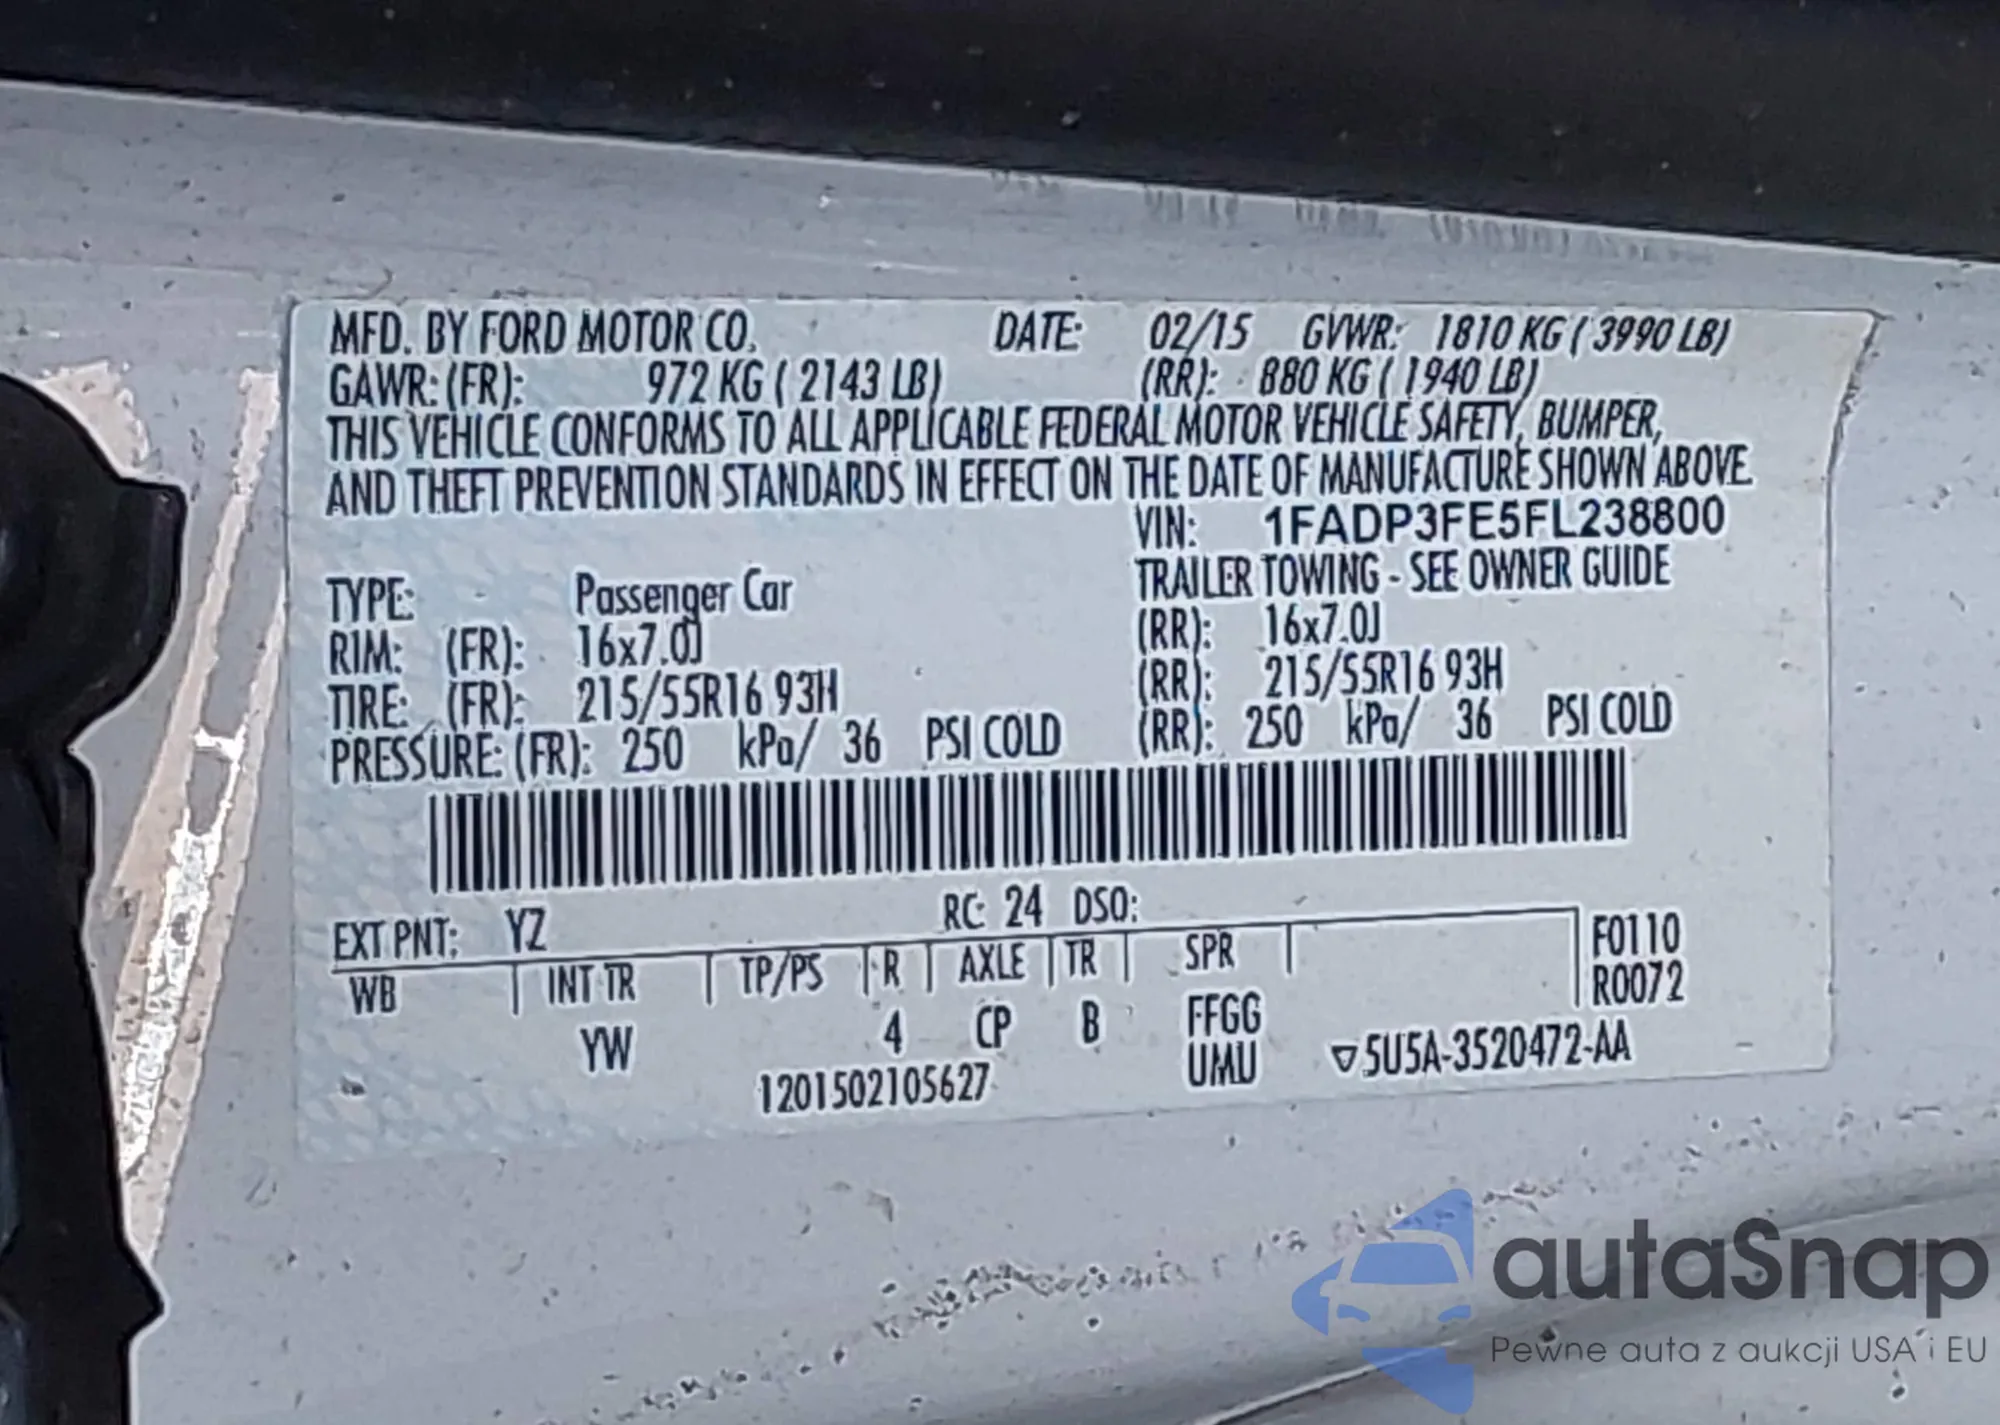 MFD. BY FORD MOTOR CO. DATE: 02/15 GVWR: 1810 KG ( 3990 LB)
GAWR: (FR): 972 KG ( 2143 LB) (RR): 880 KG ( 1940 LB)
THIS VEHICLE CONFORMS TO ALL APPLICABLE FEDERAL MOTOR VEHICLE SAFETY, BUMPER,
AND THEFT PREVENTION STANDARDS IN EFFECT ON THE DATE OF MANUFACTURE SHOWN ABOVE.
VIN: 1FADP3FE5FL238800
TYPE: Passenger Car TRAILER TOWING - SEE OWNER GUIDE
RIM: (FR): 16x7.0J (RR): 16x7.0J
TIRE: (FR): 215/55R16 93H (RR): 215/55R16 93H
PRESSURE: (FR): 250 kPa/ 36 PSI COLD (RR): 250 kPa/ 36 PSI COLD
EXT PNT: YZ RC: 24 DSO:
WB INT TR TP/PS R AXLE TR SPR F0110
R0072
YW 4 CP B FFGG
1201502105627 UMU ▽5U5A-3520472-AA
autaSnap
Pewne auta z aukcji USA i EU